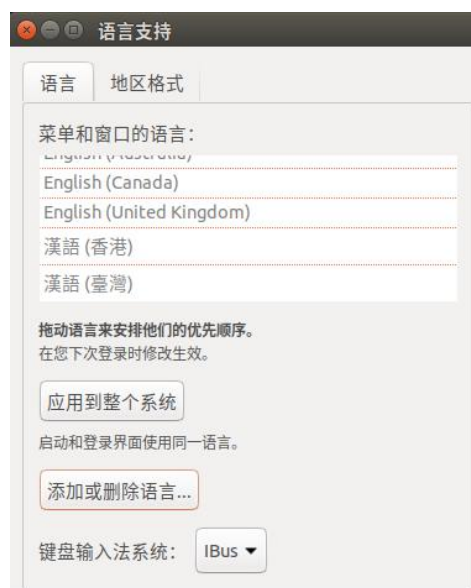 语言支持
语言 地区格式
菜单和窗口的语言：
English (Australia)
English (Canada)
English (United Kingdom)
漢語 (香港)
漢語 (臺灣)
拖动语言来安排他们的优先顺序。
在您下次登录时修改生效。
应用到整个系统
启动和登录界面使用同一语言。
添加或删除语言...
键盘输入法系统： IBus